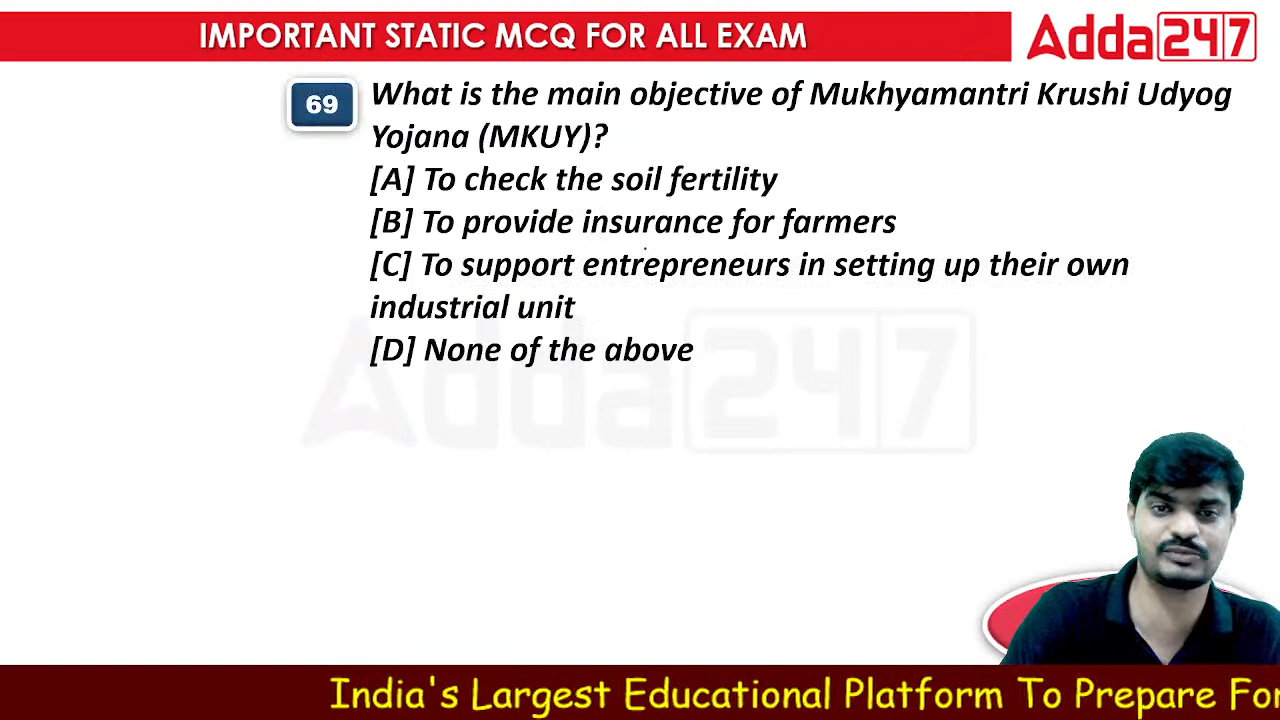 IMPORTANT STATIC MCQ FOR ALL EXAM
Adda247
69
What is the main objective of Mukhyamantri Krushi Udyog
Yojana (MKUY)?
[A] To check the soil fertility
[B] To provide insurance for farmers
[C] To support entrepreneurs in setting up their own
industrial unit
[D] None of the above
Adda247
India's Largest Educational Platform To Prepare For